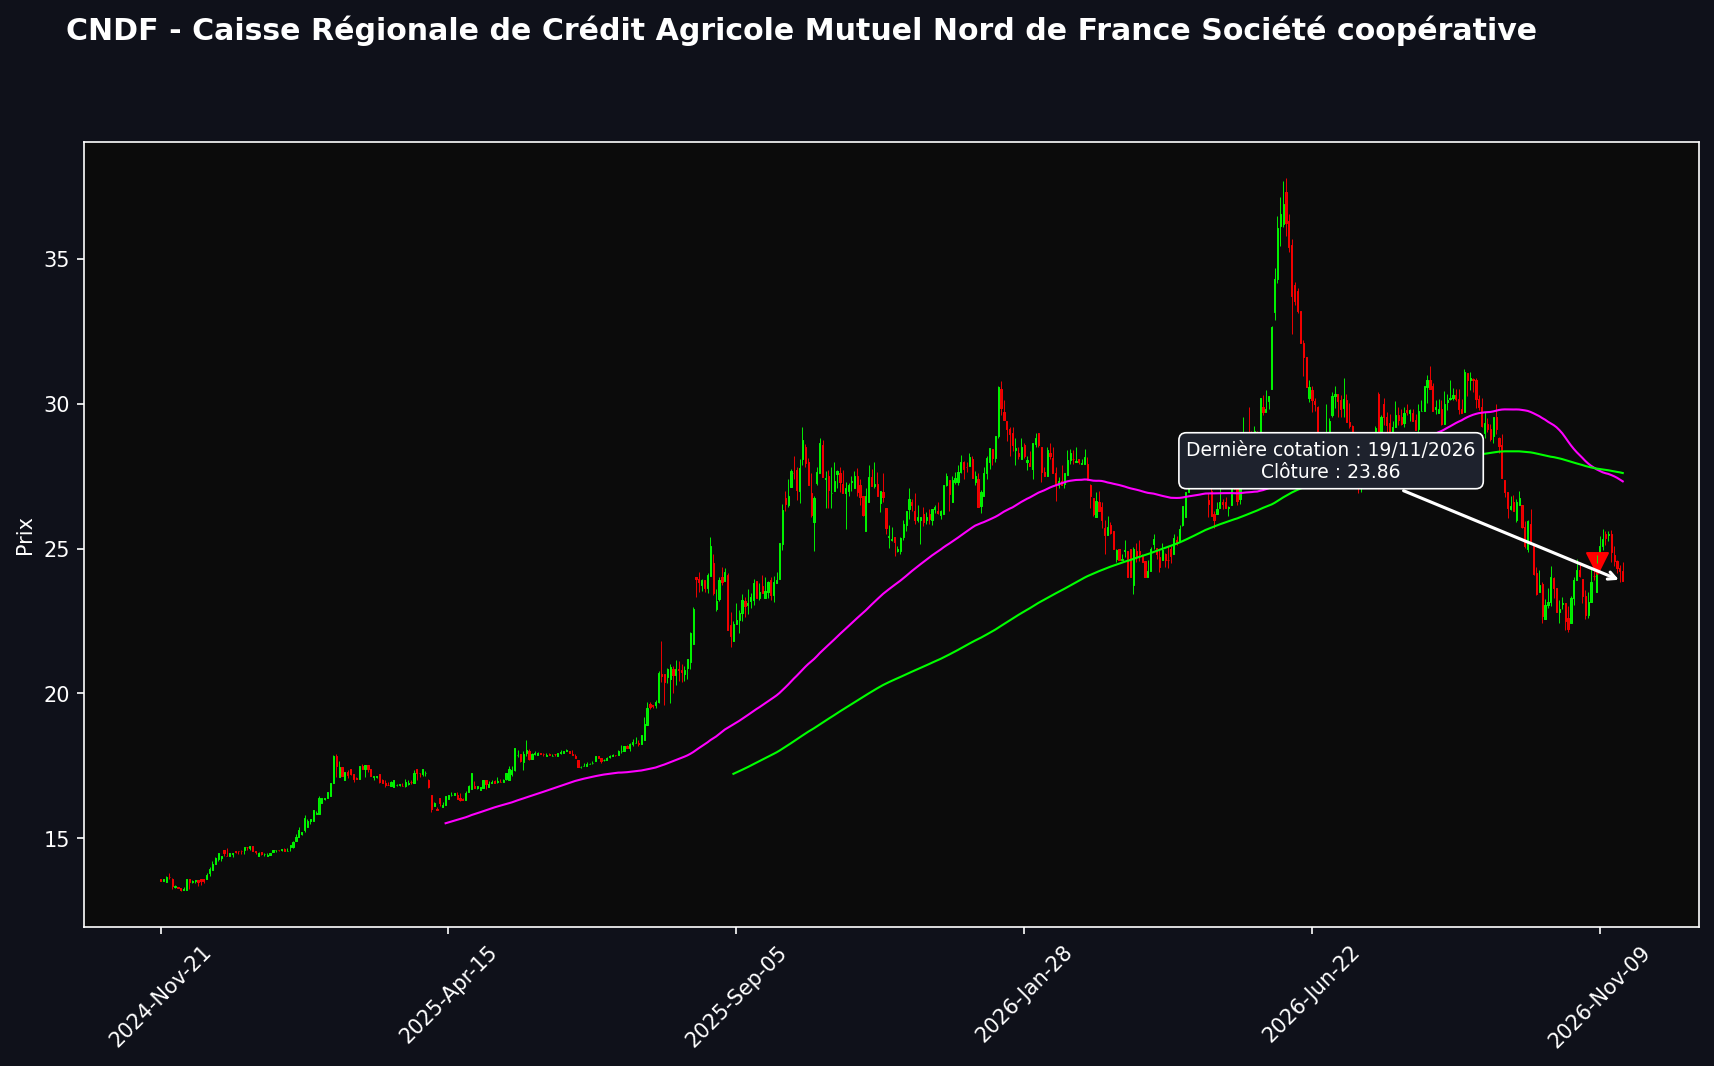 CNDF - Caisse Régionale de Crédit Agricole Mutuel Nord de France Société coopérative
Prix
35
30
25
20
15
Dernière cotation : 19/11/2026
Clôture : 23.86
2024-Nov-21
2025-Apr-15
2025-Sep-05
2026-Jan-28
2026-Jun-22
2026-Nov-09